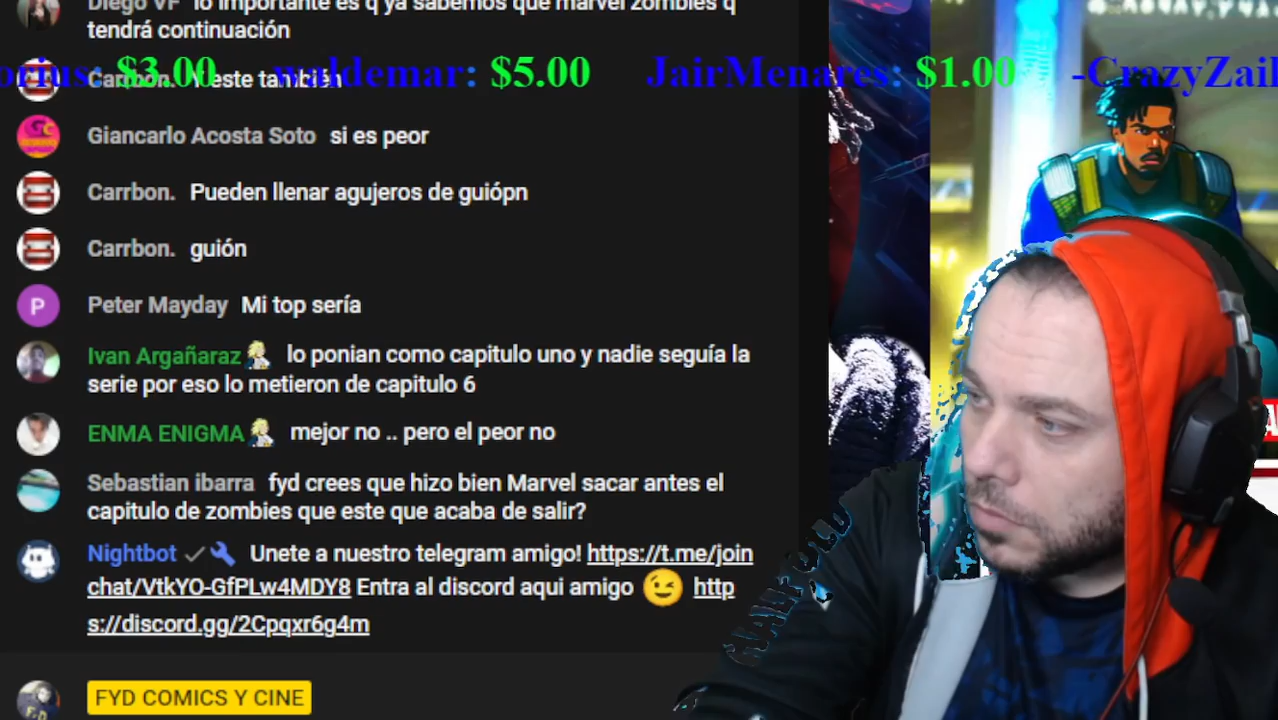 Diego VF lo importante es q ya sabemos que marvel zombies q
tendrá continuación
orius: $3.00 waldemar: $5.00 JairMenares: $1.00 -CrazyZail
Carrbon. Y este también
Giancarlo Acosta Soto si es peor
Carrbon. Pueden llenar agujeros de guiópn
Carrbon. guión
P Peter Mayday Mi top sería
Ivan Argañaraz lo ponian como capitulo uno y nadie seguía la
serie por eso lo metieron de capitulo 6
ENMA ENIGMA mejor no .. pero el peor no
Sebastian ibarra fyd crees que hizo bien Marvel sacar antes el
capitulo de zombies que este que acaba de salir?
Nightbot Unete a nuestro telegram amigo! https://t.me/join
chat/VtkYO-GfPLw4MDY8 Entra al discord aqui amigo 😉 http
s://discord.gg/2Cpqxr6g4m
FYD COMICS Y CINE